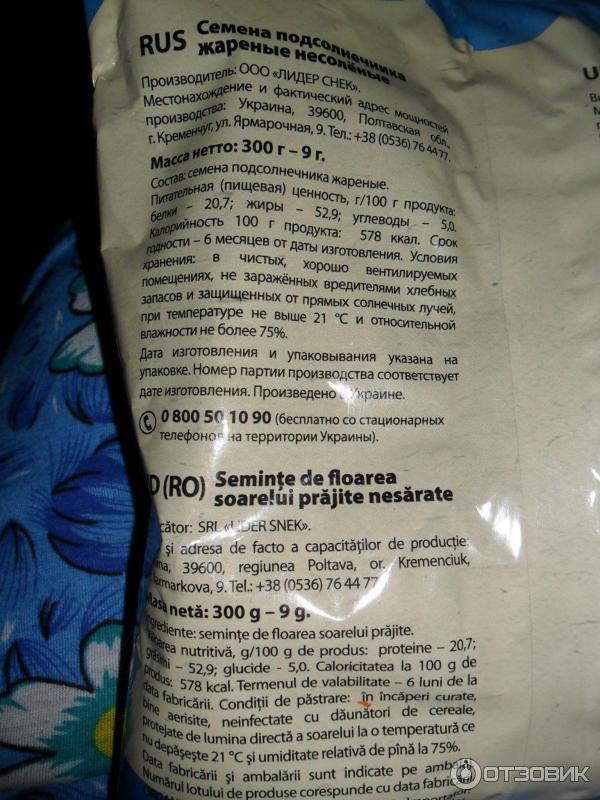 RUS Семена подсолнечника
жареные несолёные
Производитель: ООО «ЛИДЕР СНЕК».
Местонахождение и фактический адрес мощностей
производства: Украина, 39600, Полтавская обл.,
г. Кременчуг, ул. Ярмарочная, 9. Тел.: +38 (0536) 76 44 77.
Масса нетто: 300 г – 9 г.
Состав: семена подсолнечника жареные.
Питательная (пищевая) ценность, г/100 г продукта:
белки – 20,7; жиры – 52,9; углеводы – 5,0.
Калорийность 100 г продукта: 578 ккал. Срок
годности – 6 месяцев от даты изготовления. Условия
хранения: в чистых, хорошо вентилируемых
помещениях, не заражённых вредителями хлебных
запасов и защищенных от прямых солнечных лучей,
при температуре не выше 21 °С и относительной
влажности не более 75%.
Дата изготовления и упаковывания указана на
упаковке. Номер партии производства соответствует
дате изготовления. Произведено в Украине.
0 800 50 10 90 (бесплатно со стационарных
телефонов на территории Украины).
D (RO) Semințe de floarea
soarelui prăjite nesărate
cător: SRL «LIDER SNEK».
și adresa de facto a capacităților de producție:
ina, 39600, regiunea Poltava, or. Kremenciuk,
armarkova, 9. Tel.: +38 (0536) 76 44 77
Masa netă: 300 g – 9 g.
ngrediente: semințe de floarea soarelui prăjite.
nutritivă, g/100 g de produs: proteine – 20,7;
grăsimi – 52,9; glucide - 5,0. Caloricitatea la 100 g de
produs: 578 kcal. Termenul de valabilitate – 6 luni de la
data fabricării. Condiții de păstrare: în încăperi curate,
bine aerisite, neinfectate cu dăunători de cereale,
protejate de lumina directă a soarelui la o temperatură ce
nu depășește 21 °C și umiditate relativă de pînă la 75%.
Data fabricării și ambalării sunt indicate pe ambalaj
Numărul lotului de produse corespunde cu data fabricării
ОТЗОВИК